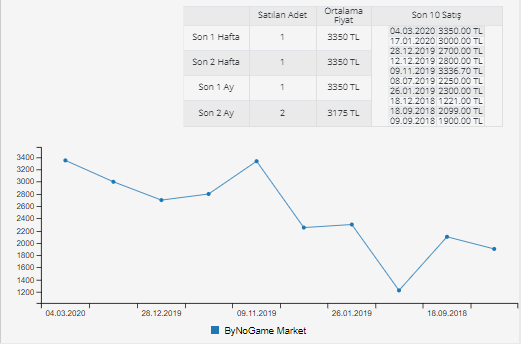 Satılan Adet Ortalama Fiyat Son 10 Satış
Son 1 Hafta 1 3350 TL
Son 2 Hafta 1 3350 TL
Son 1 Ay 1 3350 TL
Son 2 Ay 2 3175 TL
04.03.2020 3350.00 TL
17.01.2020 3000.00 TL
28.12.2019 2700.00 TL
12.12.2019 2800.00 TL
09.11.2019 3336.70 TL
08.07.2019 2250.00 TL
26.01.2019 2300.00 TL
18.12.2018 1221.00 TL
18.09.2018 2099.00 TL
09.09.2018 1900.00 TL
3400
3200
3000
2800
2600
2400
2200
2000
1800
1600
1400
1200
04.03.2020 28.12.2019 09.11.2019 26.01.2019 18.09.2018
ByNoGame Market